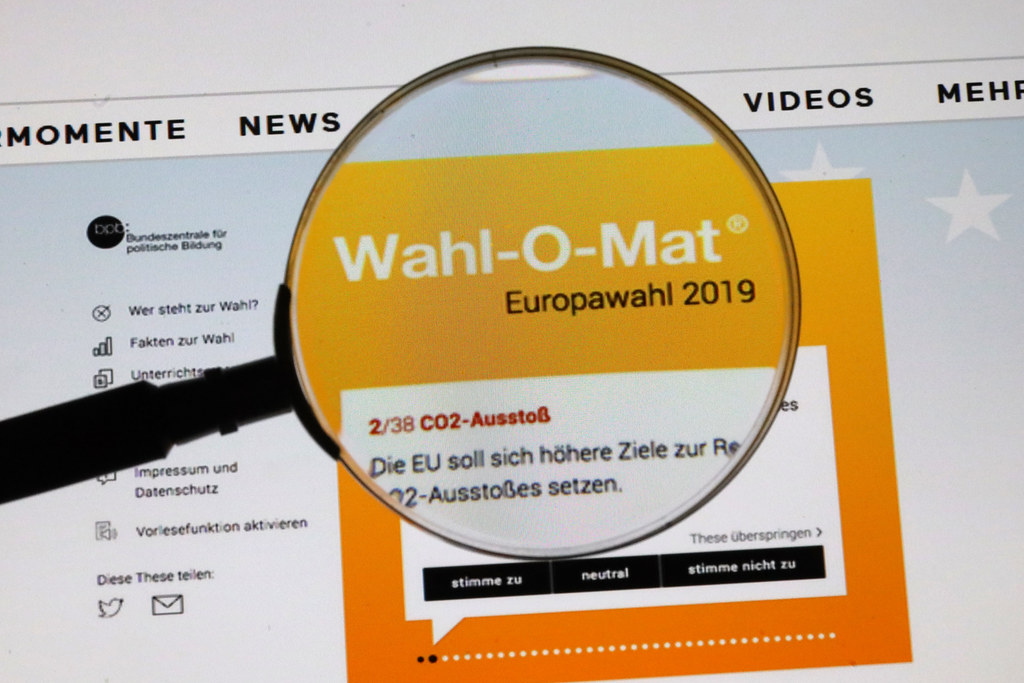 RMOMENTE NEWS VIDEOS MEHR
bpb:
Bundeszentrale für
politische Bildung
Wer steht zur Wahl?
Fakten zur Wahl
Impressum und
Datenschutz
Vorlesefunktion aktivieren
Diese These teilen:
Wahl-O-Mat®
Europawahl 2019
2/38 CO2-Ausstoß
Die EU soll sich höhere Ziele zur Re es
O2-Ausstoßes setzen.
These überspringen >
stimme zu neutral stimme nicht zu